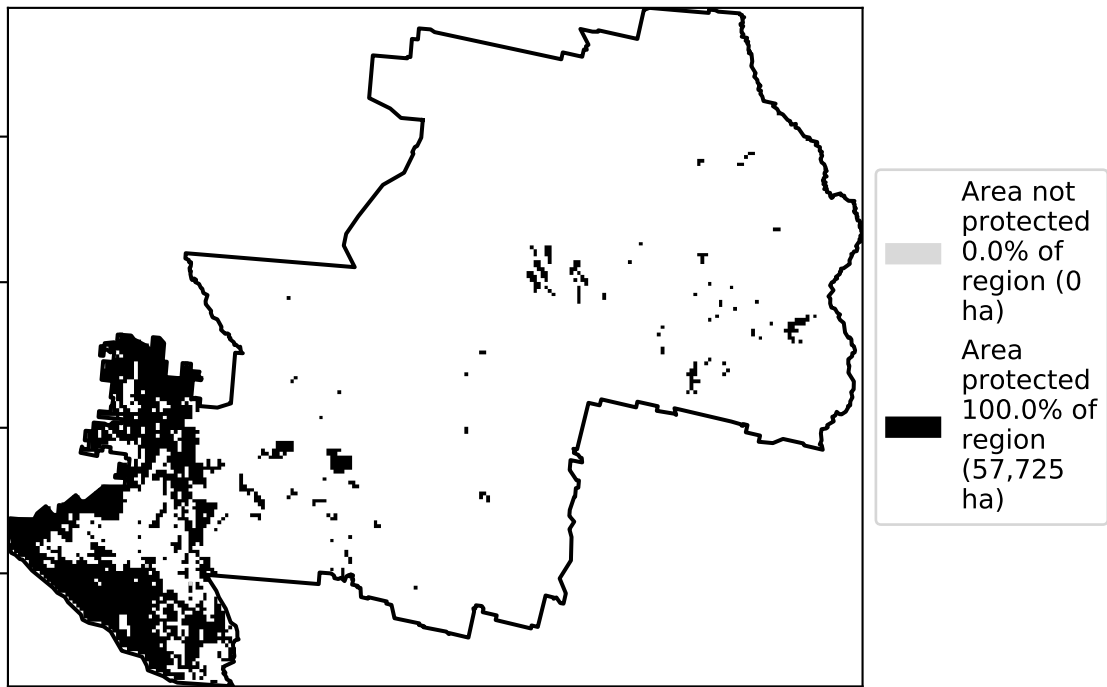 Area not
protected
0.0% of
region (0
ha)
Area
protected
100.0% of
region
(57,725
ha)